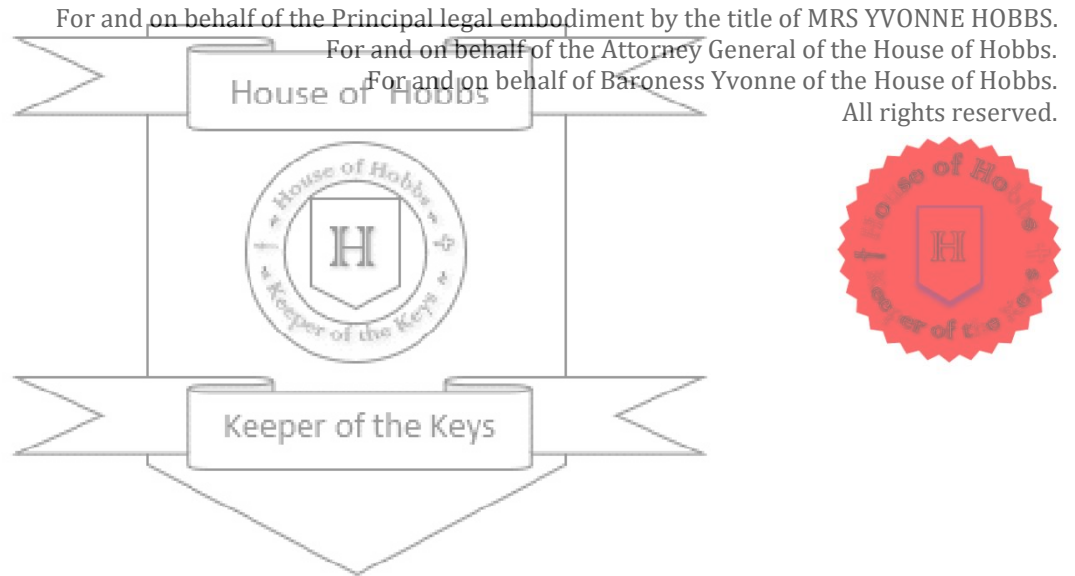 For and on behalf of the Principal legal embodiment by the title of MRS YVONNE HOBBS.
For and on behalf of the Attorney General of the House of Hobbs.
For and on behalf of Baroness Yvonne of the House of Hobbs.
All rights reserved.
House of Hobbs
House of Hobbs
H
Keeper of the Keys
House of Hobbs
H
Keeper of the Keys
Keeper of the Keys